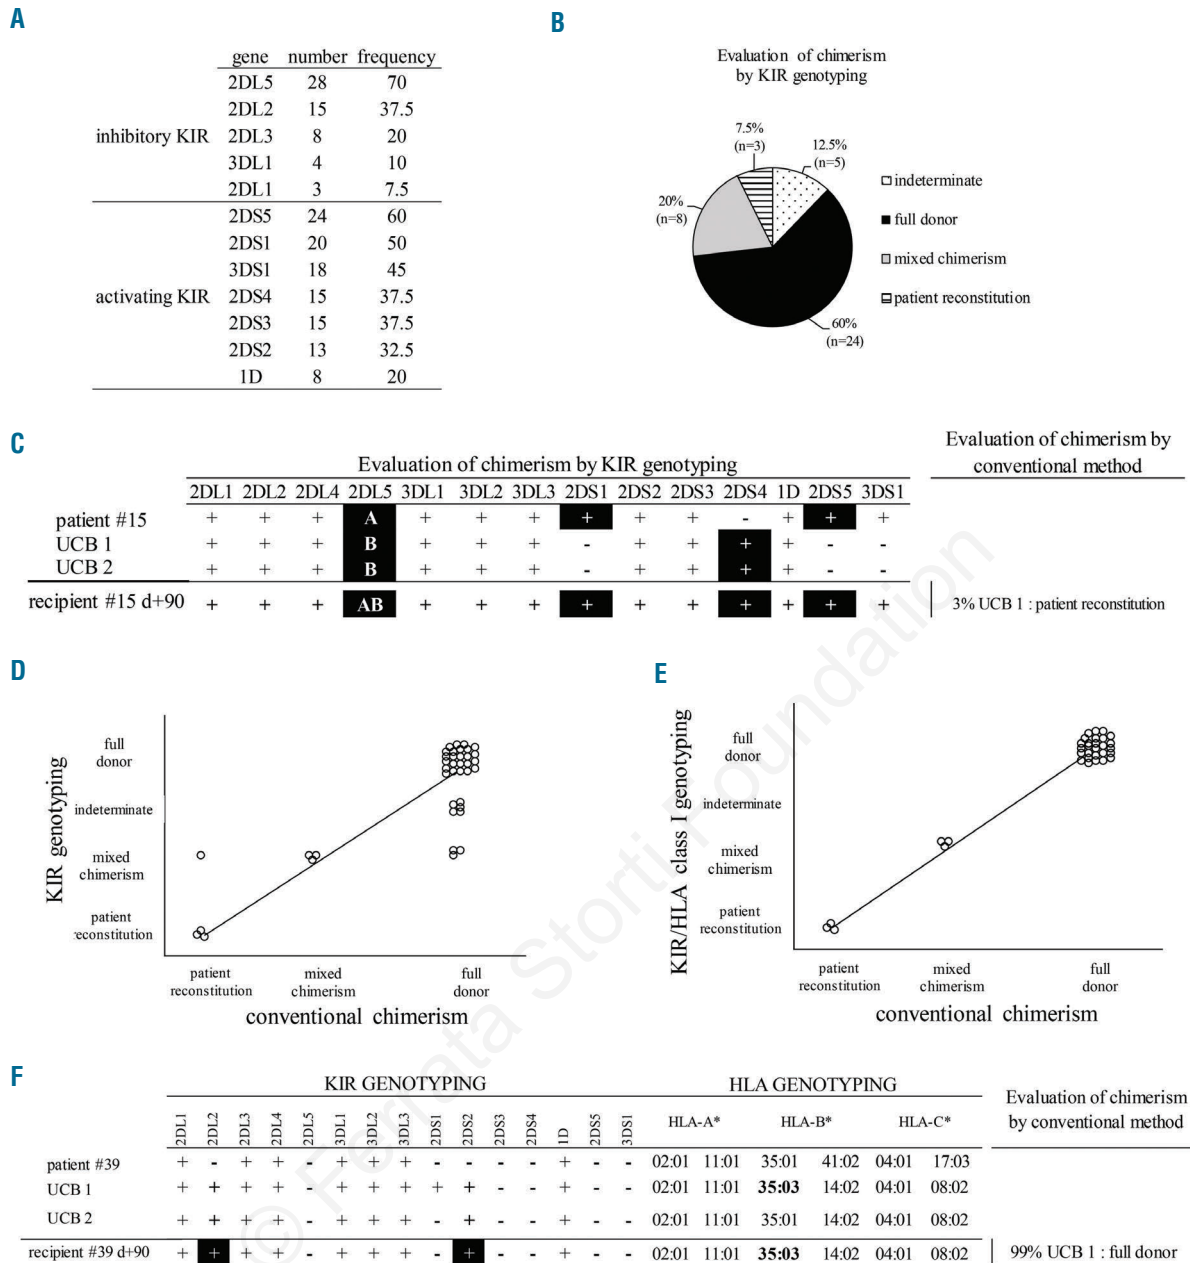 A
gene number frequency
2DL5 28 70
2DL2 15 37.5
inhibitory KIR 2DL3 8 20
3DL1 4 10
2DL1 3 7.5
2DS5 24 60
2DS1 20 50
3DS1 18 45
activating KIR 2DS4 15 37.5
2DS3 15 37.5
2DS2 13 32.5
1D 8 20
B
Evaluation of chimerism
by KIR genotyping
7.5%
(n=3)
12.5%
(n=5)
20%
(n=8)
60%
(n=24)
indeterminate
full donor
mixed chimerism
patient reconstitution
C
Evaluation of chimerism by KIR genotyping
Evaluation of chimerism by
conventional method
2DL1 2DL2 2DL4 2DL5 3DL1 3DL2 3DL3 2DS1 2DS2 2DS3 2DS4 1D 2DS5 3DS1
patient #15 + + + A + + + + + + - + + +
UCB 1 + + + B + + + - + + + + - -
UCB 2 + + + B + + + - + + + + - -
recipient #15 d+90 + + + AB + + + + + + + + + + 3% UCB 1 : patient reconstitution
D
KIR genotyping
full
donor
indeterminate
mixed
chimerism
patient
reconstitution
patient
reconstitution
mixed
chimerism
full
donor
conventional chimerism
E
KIR/HLA class I genotyping
full
donor
indeterminate
mixed
chimerism
patient
reconstitution
patient
reconstitution
mixed
chimerism
full
donor
conventional chimerism
F
KIR GENOTYPING HLA GENOTYPING
Evaluation of chimerism
by conventional method
2DL1 2DL2 2DL3 2DL4 2DL5 3DL1 3DL2 3DL3 2DS1 2DS2 2DS3 2DS4 1D 2DS5 3DS1 HLA-A* HLA-B* HLA-C*
patient #39 + - + + - + + + - - - - + - - 02:01 11:01 35:01 41:02 04:01 17:03
UCB 1 + + + + - + + + + + - - + - - 02:01 11:01 35:03 14:02 04:01 08:02
UCB 2 + + + + - + + + - + - - + - - 02:01 11:01 35:01 14:02 04:01 08:02
recipient #39 d+90 + + + + - + + + - + - - + - - 02:01 11:01 35:03 14:02 04:01 08:02 99% UCB 1 : full donor
© Ferrata Storti Foundation